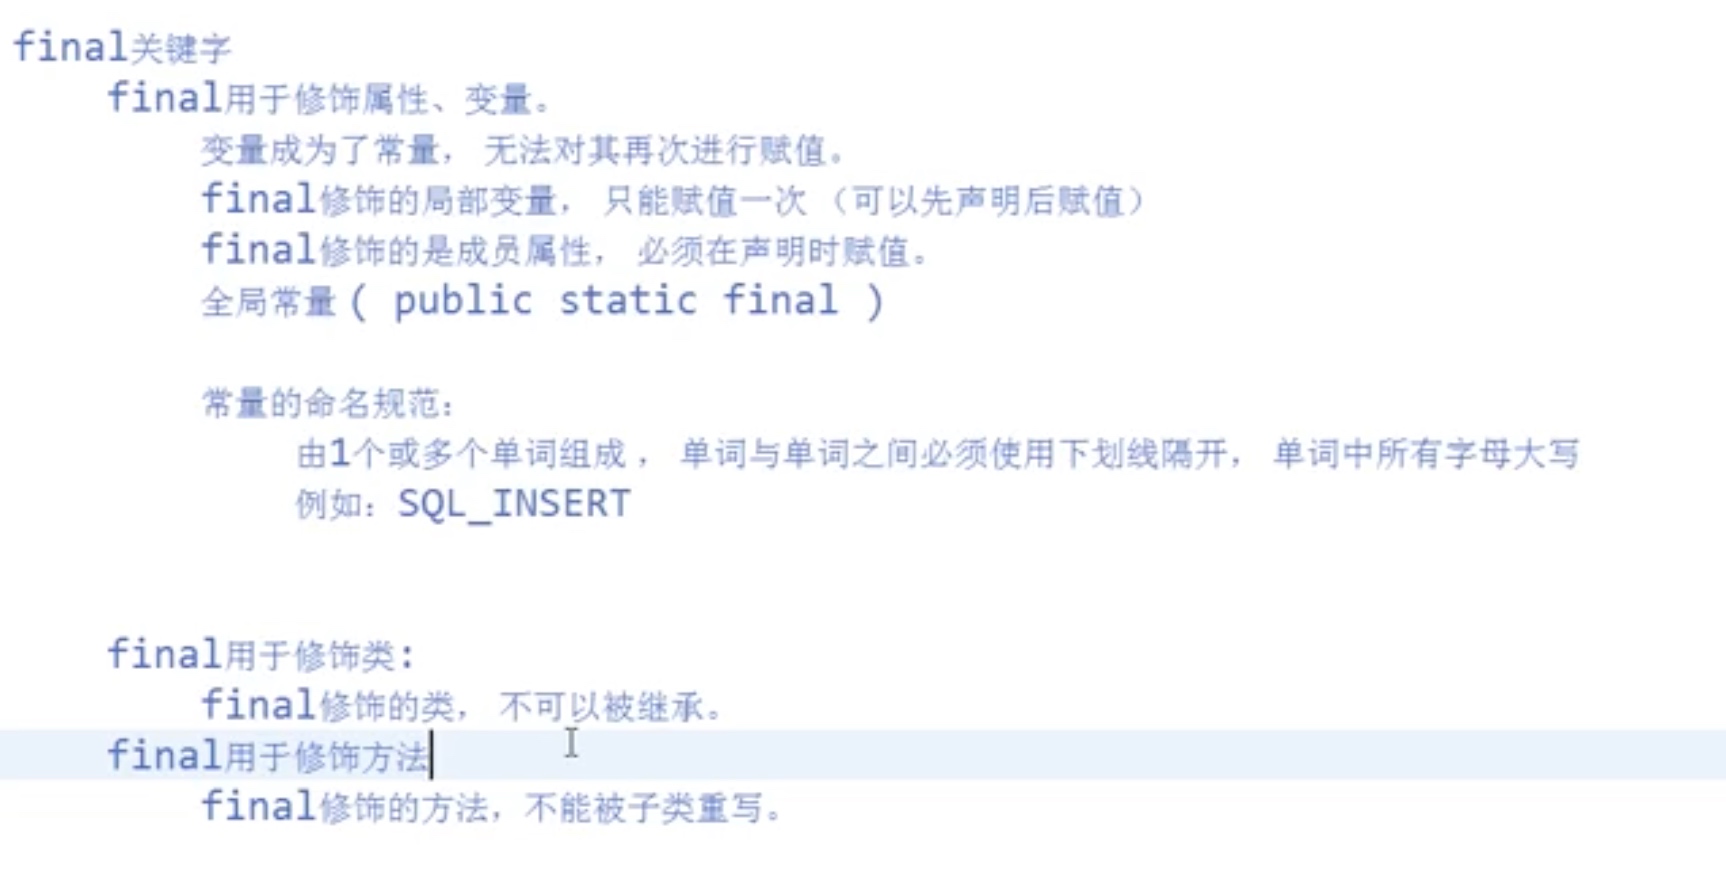 final关键字
final用于修饰属性、变量。
变量成为了常量，无法对其再次进行赋值。
final修饰的局部变量，只能赋值一次（可以先声明后赋值）
final修饰的是成员属性，必须在声明时赋值。
全局常量( public static final )
常量的命名规范：
由1个或多个单词组成，单词与单词之间必须使用下划线隔开，单词中所有字母大写
例如：SQL_INSERT
final用于修饰类:
final修饰的类，不可以被继承。
final用于修饰方法
final修饰的方法，不能被子类重写。